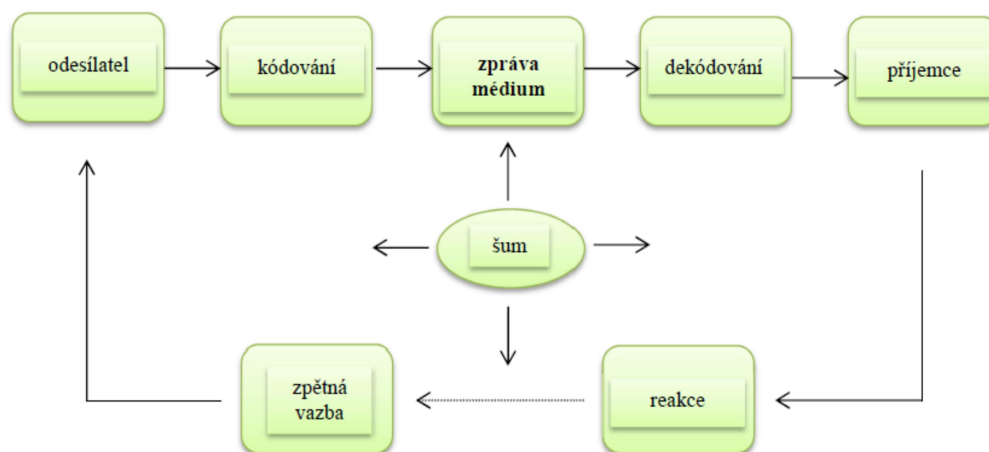 odesílatel
kódování
zpráva
médium
dekódování
příjemce
šum
zpětná
vazba
reakce